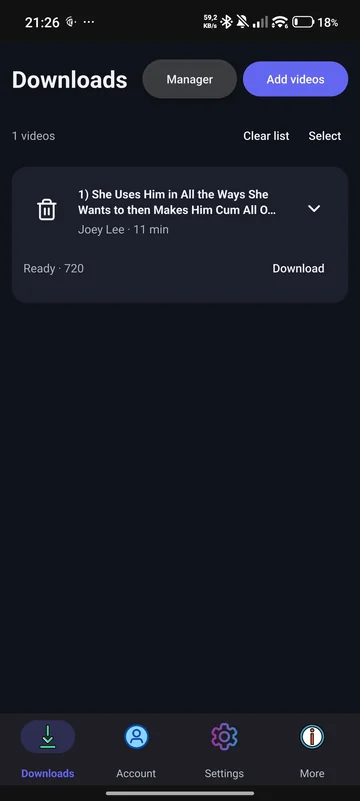 21:26
59,2 KB/s
18%
Downloads
Manager
Add videos
1 videos
Clear list
Select
1) She Uses Him in All the Ways She
Wants to then Makes Him Cum All O...
Joey Lee · 11 min
Ready · 720
Download
Downloads
Account
Settings
More